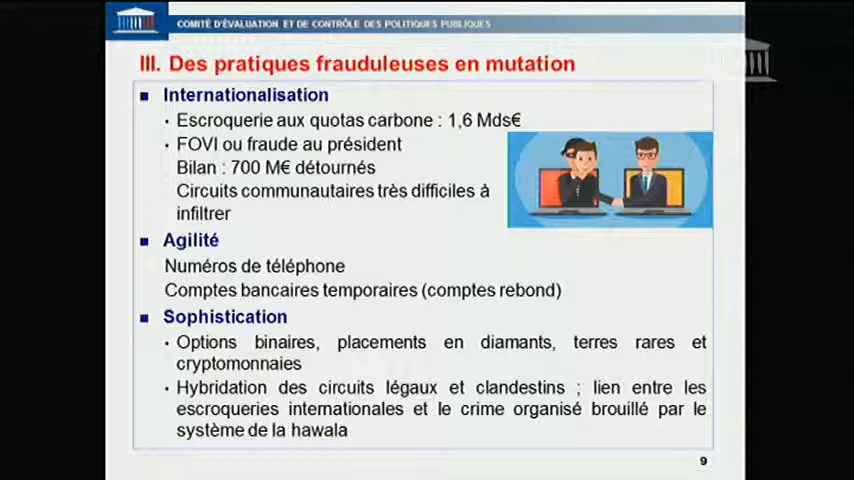 COMITÉ D'ÉVALUATION ET DE CONTRÔLE DES POLITIQUES PUBLIQUES
III. Des pratiques frauduleuses en mutation
Internationalisation
Escroquerie aux quotas carbone : 1,6 Mds€
FOVI ou fraude au président
Bilan : 700 M€ détournés
Circuits communautaires très difficiles à
infiltrer
Agilité
Numéros de téléphone
Comptes bancaires temporaires (comptes rebond)
Sophistication
Options binaires, placements en diamants, terres rares et
cryptomonnaies
Hybridation des circuits légaux et clandestins ; lien entre les
escroqueries internationales et le crime organisé brouillé par le
système de la hawala
9